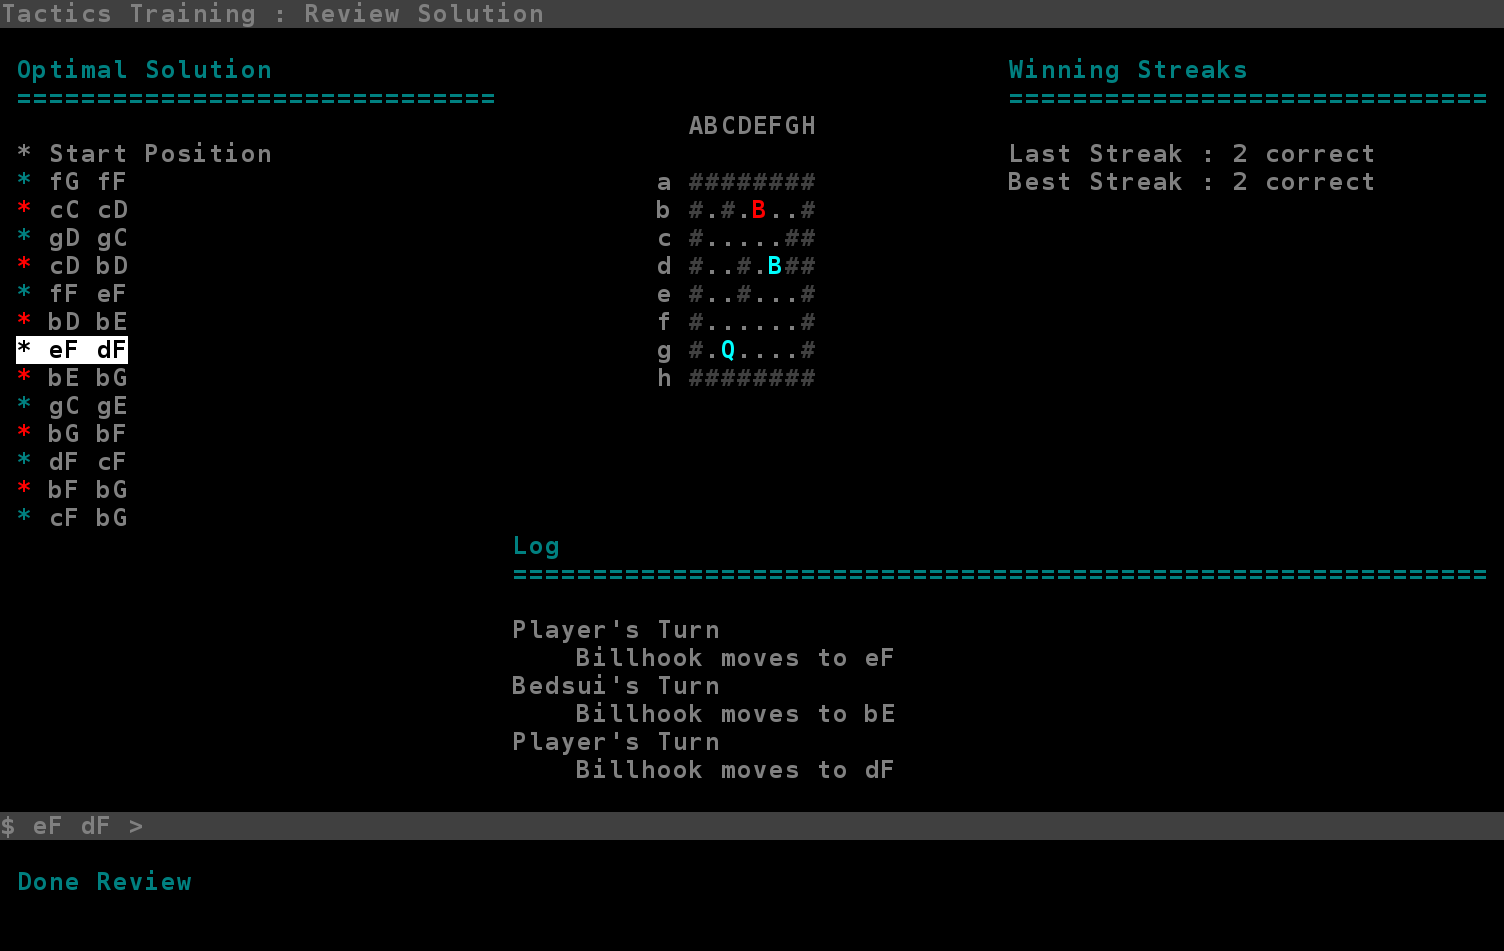 Tactics Training : Review Solution
Optimal Solution
==============================
* Start Position
* fG fF
* cC cD
* gD gC
* cD bD
* fF eF
* bD bE
* eF dF
* bE bG
* gC gE
* bG bF
* dF cF
* bF bG
* cF bG
ABCDEFGH
a ########
b #.#.B..#
c #.....##
d #..#.B##
e #..#...#
f #......#
g #.Q....#
h ########
Winning Streaks
==============================
Last Streak : 2 correct
Best Streak : 2 correct
Log
=============================================================
Player's Turn
Billhook moves to eF
Bedsui's Turn
Billhook moves to bE
Player's Turn
Billhook moves to dF
$ eF dF >
Done Review